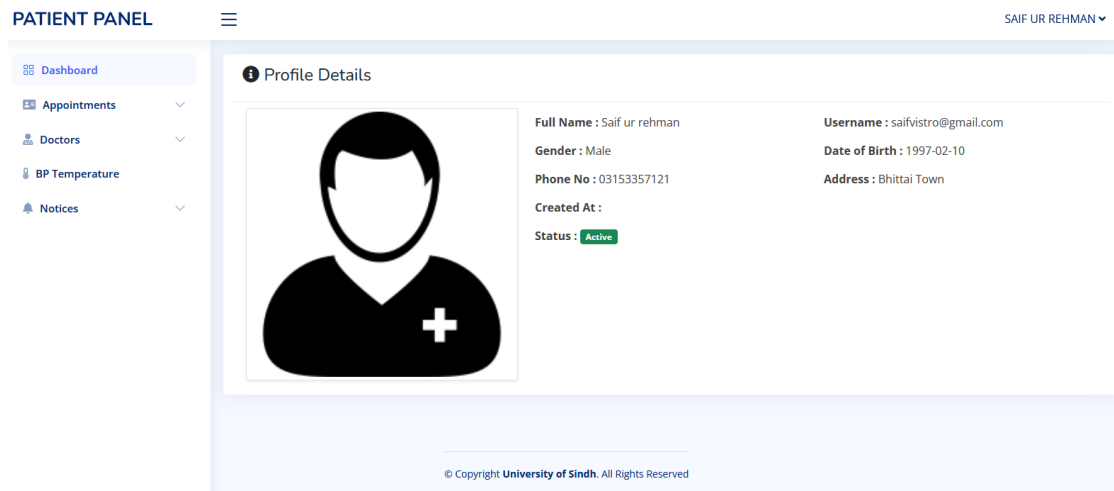 PATIENT PANEL
SAIF UR REHMAN
Dashboard
Appointments
Doctors
BP Temperature
Notices
Profile Details
Full Name : Saif ur rehman
Username : saifvistro@gmail.com
Gender : Male
Date of Birth : 1997-02-10
Phone No : 03153357121
Address : Bhittai Town
Created At :
Status : Active
© Copyright University of Sindh. All Rights Reserved